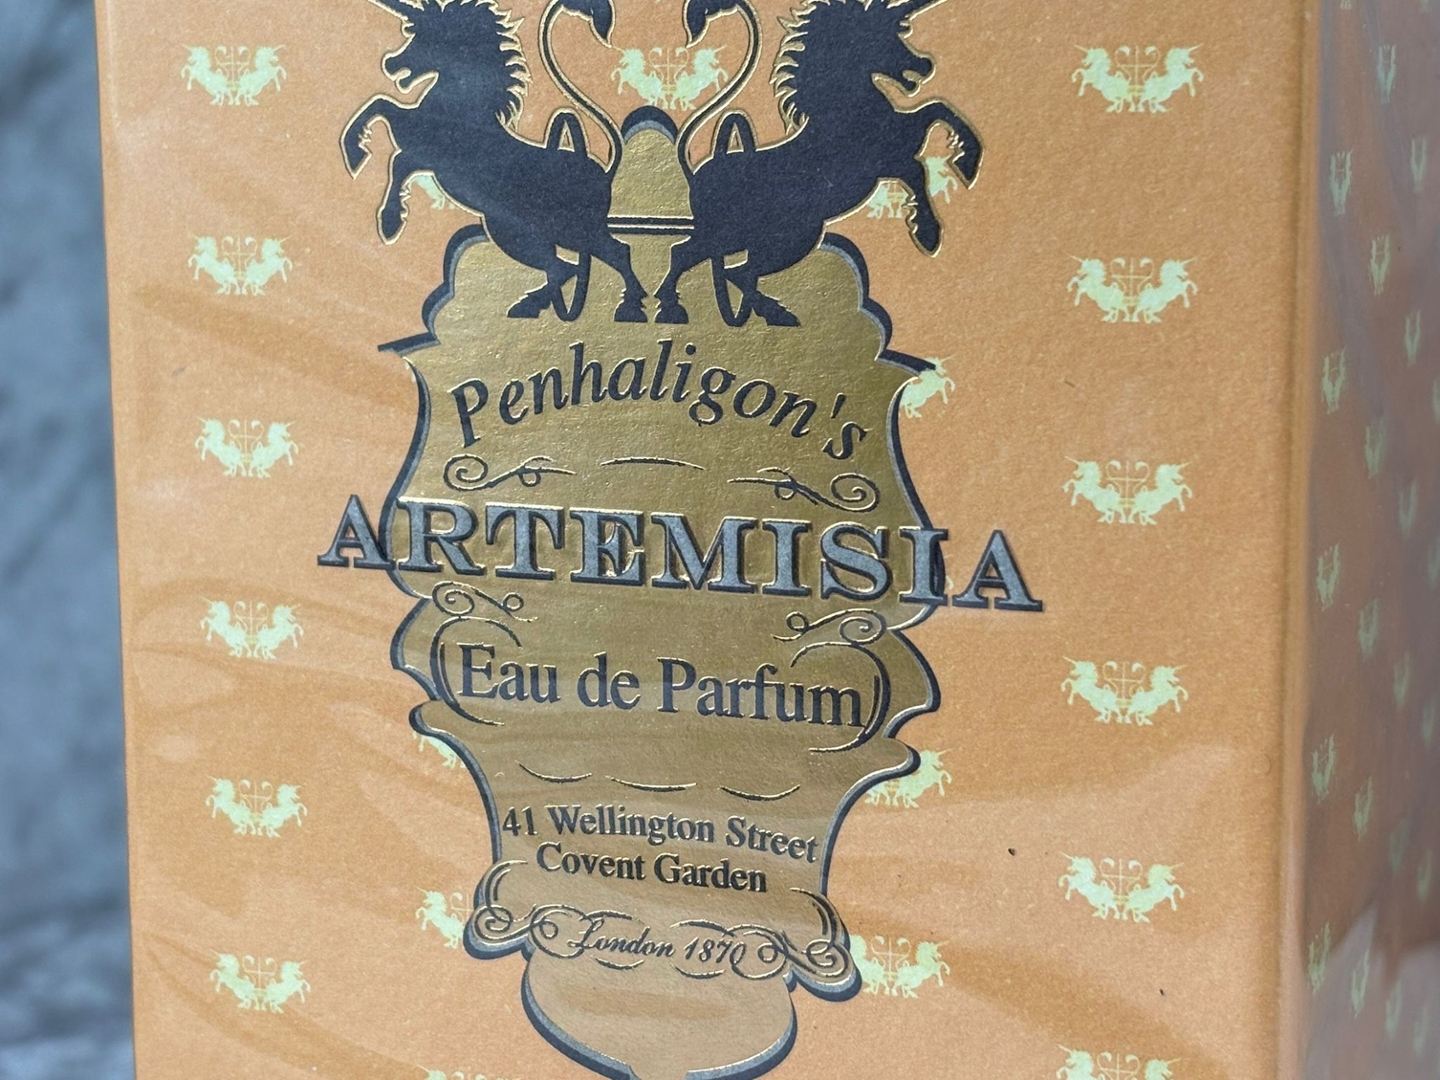 Penhaligon's
ARTEMISIA
Eau de Parfum
41 Wellington Street
Covent Garden
London 1870